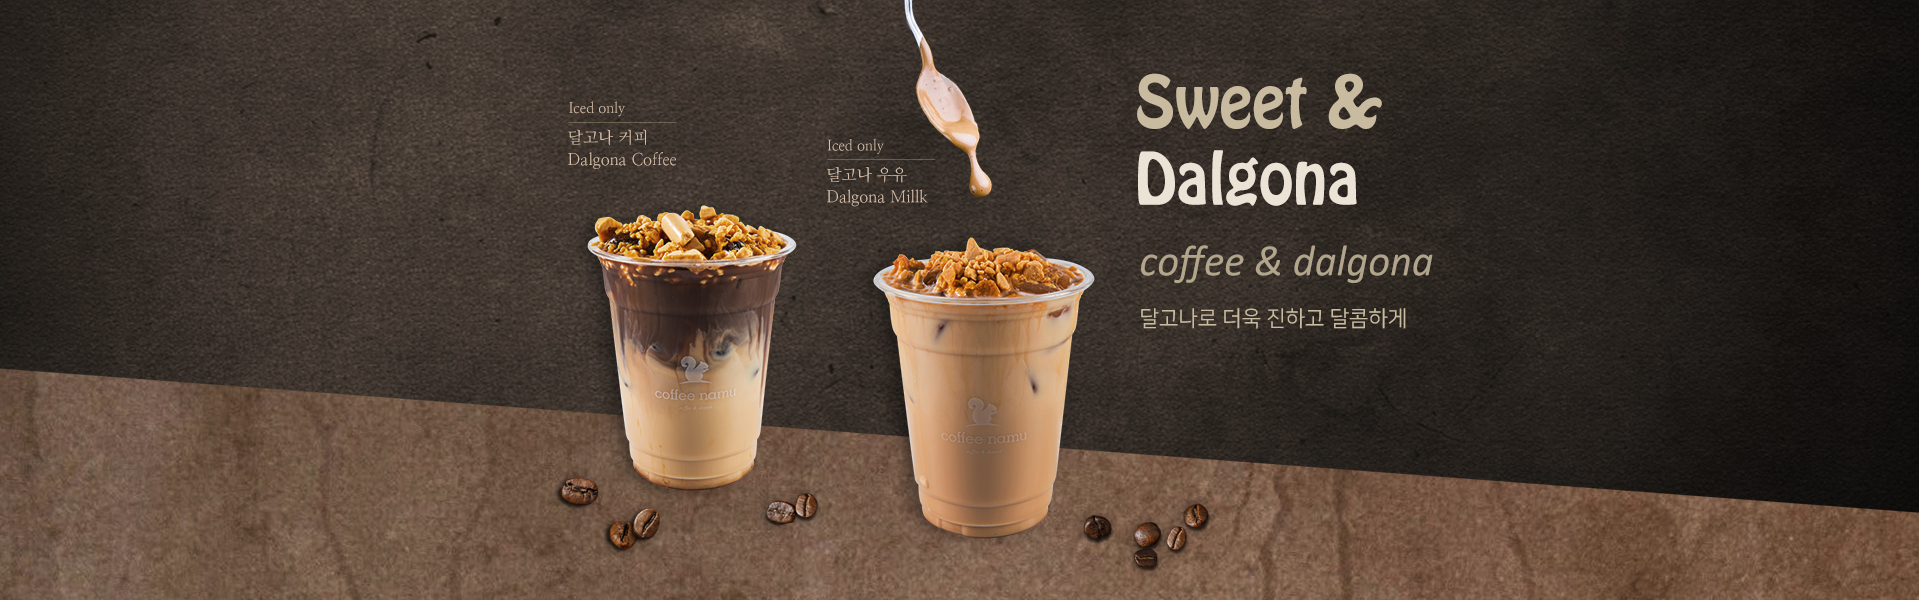 Iced only
달고나 커피
Dalgona Coffee
Iced only
달고나 우유
Dalgona Millk
Sweet &
Dalgona
coffee & dalgona
달고나로 더욱 진하고 달콤하게
coffee namu
coffee namu